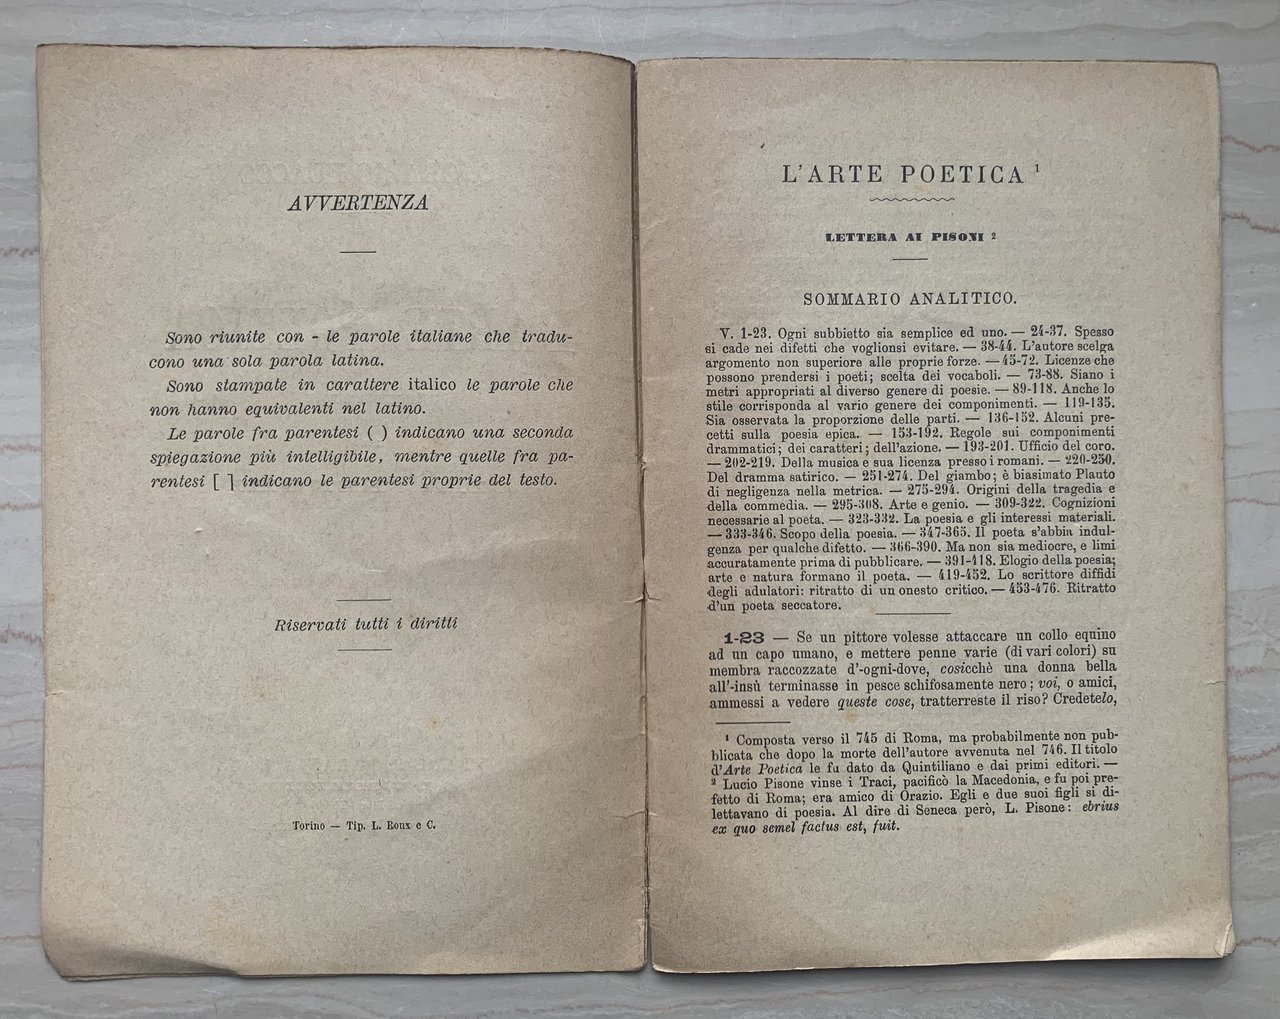 AVVERTENZA
Sono riunite con - le parole italiane che tradu-
cono una sola parola latina.
Sono stampate in carattere italico le parole che
non hanno equivalenti nel latino.
Le parole fra parentesi ( ) indicano una seconda
spiegazione più intelligibile, mentre quelle fra pa-
rentesi [ ] indicano le parentesi proprie del testo.
Riservati tutti i diritti
Torino — Tip. L. Roux e C.
L'ARTE POETICA ¹
LETTERA AI PISONI ²
SOMMARIO ANALITICO.
V. 1-23. Ogni subbietto sia semplice ed uno. — 24-37. Spesso
si cade nei difetti che voglionsi evitare. — 38-44. L'autore scelga
argomento non superiore alle proprie forze. — 45-72. Licenze che
possono prendersi i poeti; scelta dei vocaboli. — 73-88. Siano i
metri appropriati al diverso genere di poesie. — 89-118. Anche lo
stile corrisponda al vario genere dei componimenti. — 119-135.
Sia osservata la proporzione delle parti. — 136-152. Alcuni pre-
cetti sulla poesia epica. — 153-192. Regole sui componimenti
drammatici; dei caratteri; dell'azione. — 193-201. Ufficio del coro.
— 202-219. Della musica e sua licenza presso i romani. — 220-250.
Del dramma satirico. — 251-274. Del giambo; è biasimato Plauto
di negligenza nella metrica. — 275-294. Origini della tragedia e
della commedia. — 295-308. Arte e genio. — 309-322. Cognizioni
necessarie al poeta. — 323-332. La poesia e gli interessi materiali.
— 333-346. Scopo della poesia. — 347-365. Il poeta s'abbia indul-
genza per qualche difetto. — 366-390. Ma non sia mediocre, e limi
accuratamente prima di pubblicare. — 391-418. Elogio della poesia;
arte e natura formano il poeta. — 419-452. Lo scrittore diffidi
degli adulatori: ritratto di un onesto critico. — 453-476. Ritratto
d'un poeta seccatore.
1-23 — Se un pittore volesse attaccare un collo equino
ad un capo umano, e mettere penne varie (di vari colori) su
membra raccozzate d'-ogni-dove, cosicchè una donna bella
all'-insù terminasse in pesce schifosamente nero; voi, o amici,
ammessi a vedere queste cose, tratterreste il riso? Credetelo,
¹ Composta verso il 745 di Roma, ma probabilmente non pub-
blicata che dopo la morte dell'autore avvenuta nel 746. Il titolo
d'Arte Poetica le fu dato da Quintiliano e dai primi editori. —
² Lucio Pisone vinse i Traci, pacificò la Macedonia, e fu poi pre-
fetto di Roma; era amico di Orazio. Egli e due suoi figli si di-
lettavano di poesia. Al dire di Seneca però, L. Pisone: ebrius
ex quo semel factus est, fuit.